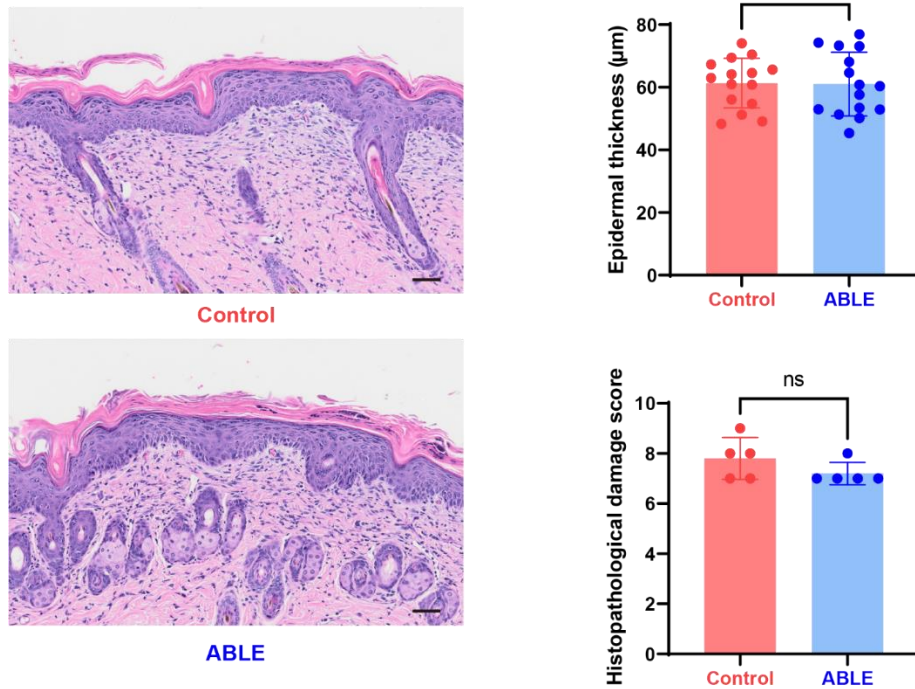 Control
ABLE
Epidermal thickness (µm)
80
60
40
20
0
Control ABLE
Histopathological damage score
ns
10
8
6
4
2
0
Control ABLE